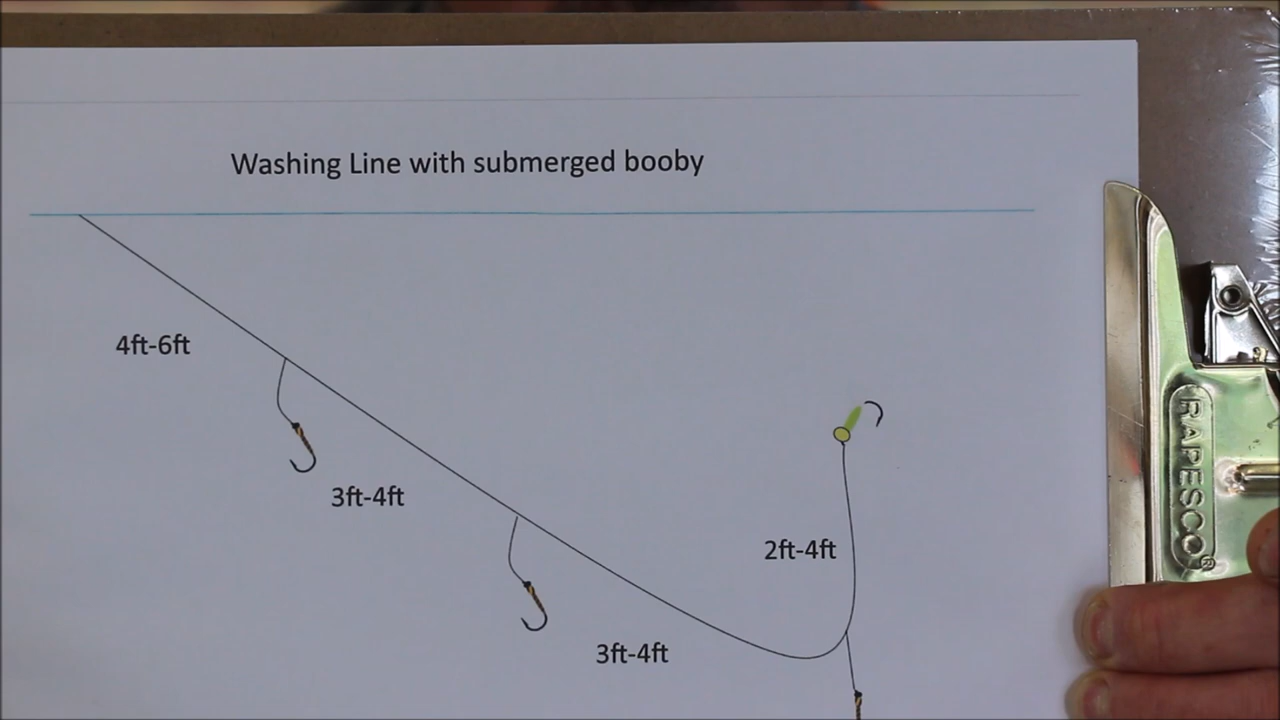 Washing Line with submerged booby
4ft-6ft
3ft-4ft
2ft-4ft
3ft-4ft
RAPESCO®